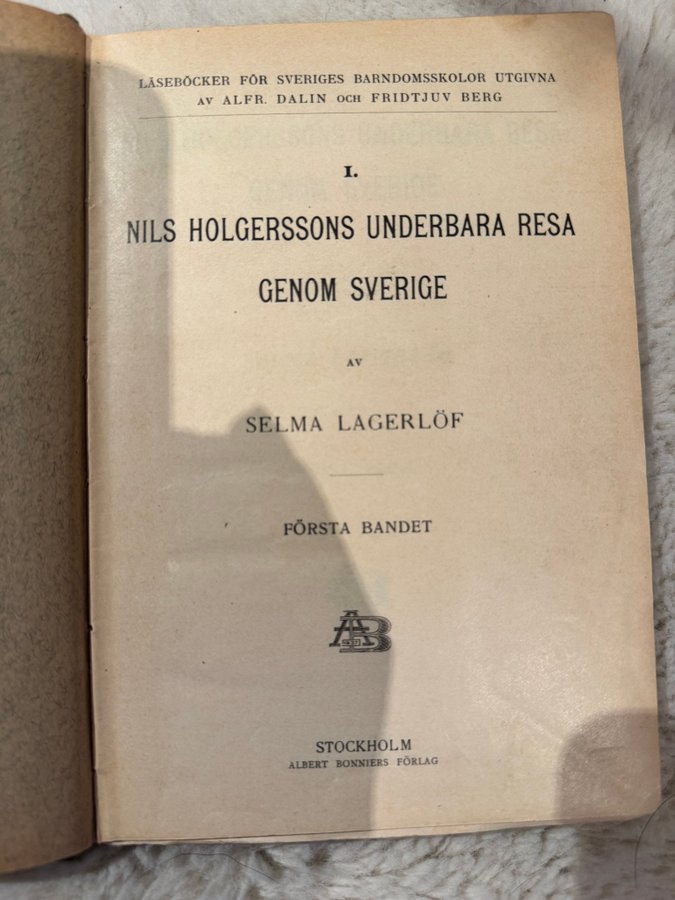 LÄSEBÖCKER FÖR SVERIGES BARNDOMSSKOLOR UTGIVNA
AV ALFR. DALIN OCH FRIDTJUV BERG
I.
NILS HOLGERSSONS UNDERBARA RESA
GENOM SVERIGE
AV
SELMA LAGERLÖF
FÖRSTA BANDET
STOCKHOLM
ALBERT BONNIERS FÖRLAG